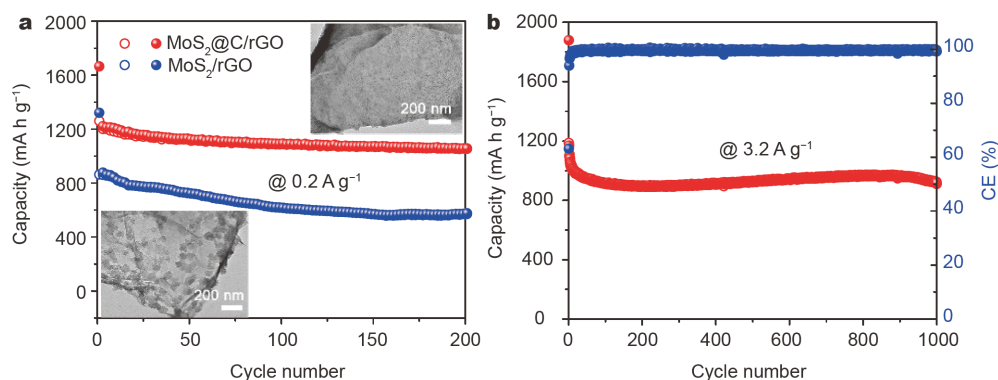 a
2000
1600
1200
800
400
0
Capacity (mA h g⁻¹)
MoS₂@C/rGO
MoS₂/rGO
200 nm
@ 0.2 A g⁻¹
200 nm
0 50 100 150 200
Cycle number
b
2000
1600
1200
800
400
0
Capacity (mA h g⁻¹)
@ 3.2 A g⁻¹
100
80
60
40
20
0
CE (%)
0 200 400 600 800 1000
Cycle number